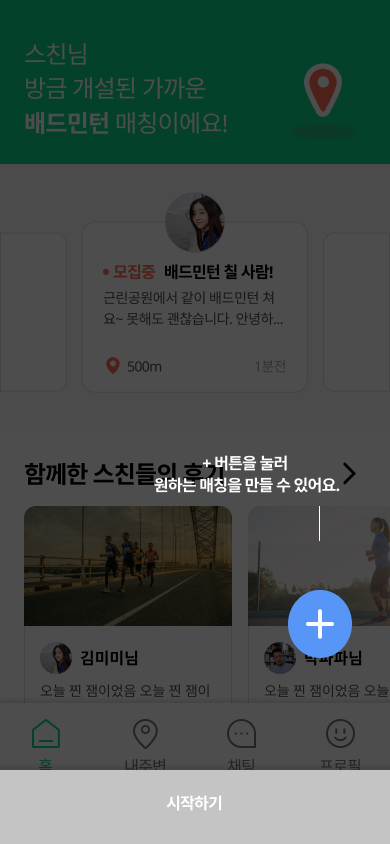 스친님
방금 개설된 가까운
배드민턴 매칭이에요!
모집중 배드민턴 칠 사람!
근린공원에서 같이 배드민턴 쳐
요~ 못해도 괜찮습니다. 안녕하...
500m 1분전
함께한 스친들의 후기
+ 버튼을 눌러
원하는 매칭을 만들 수 있어요.
김미미님
오늘 찐 잼이었음 오늘 찐 잼이
박파파님
오늘 찐 잼이었음 오늘
홈 내주변 채팅 프로필
시작하기